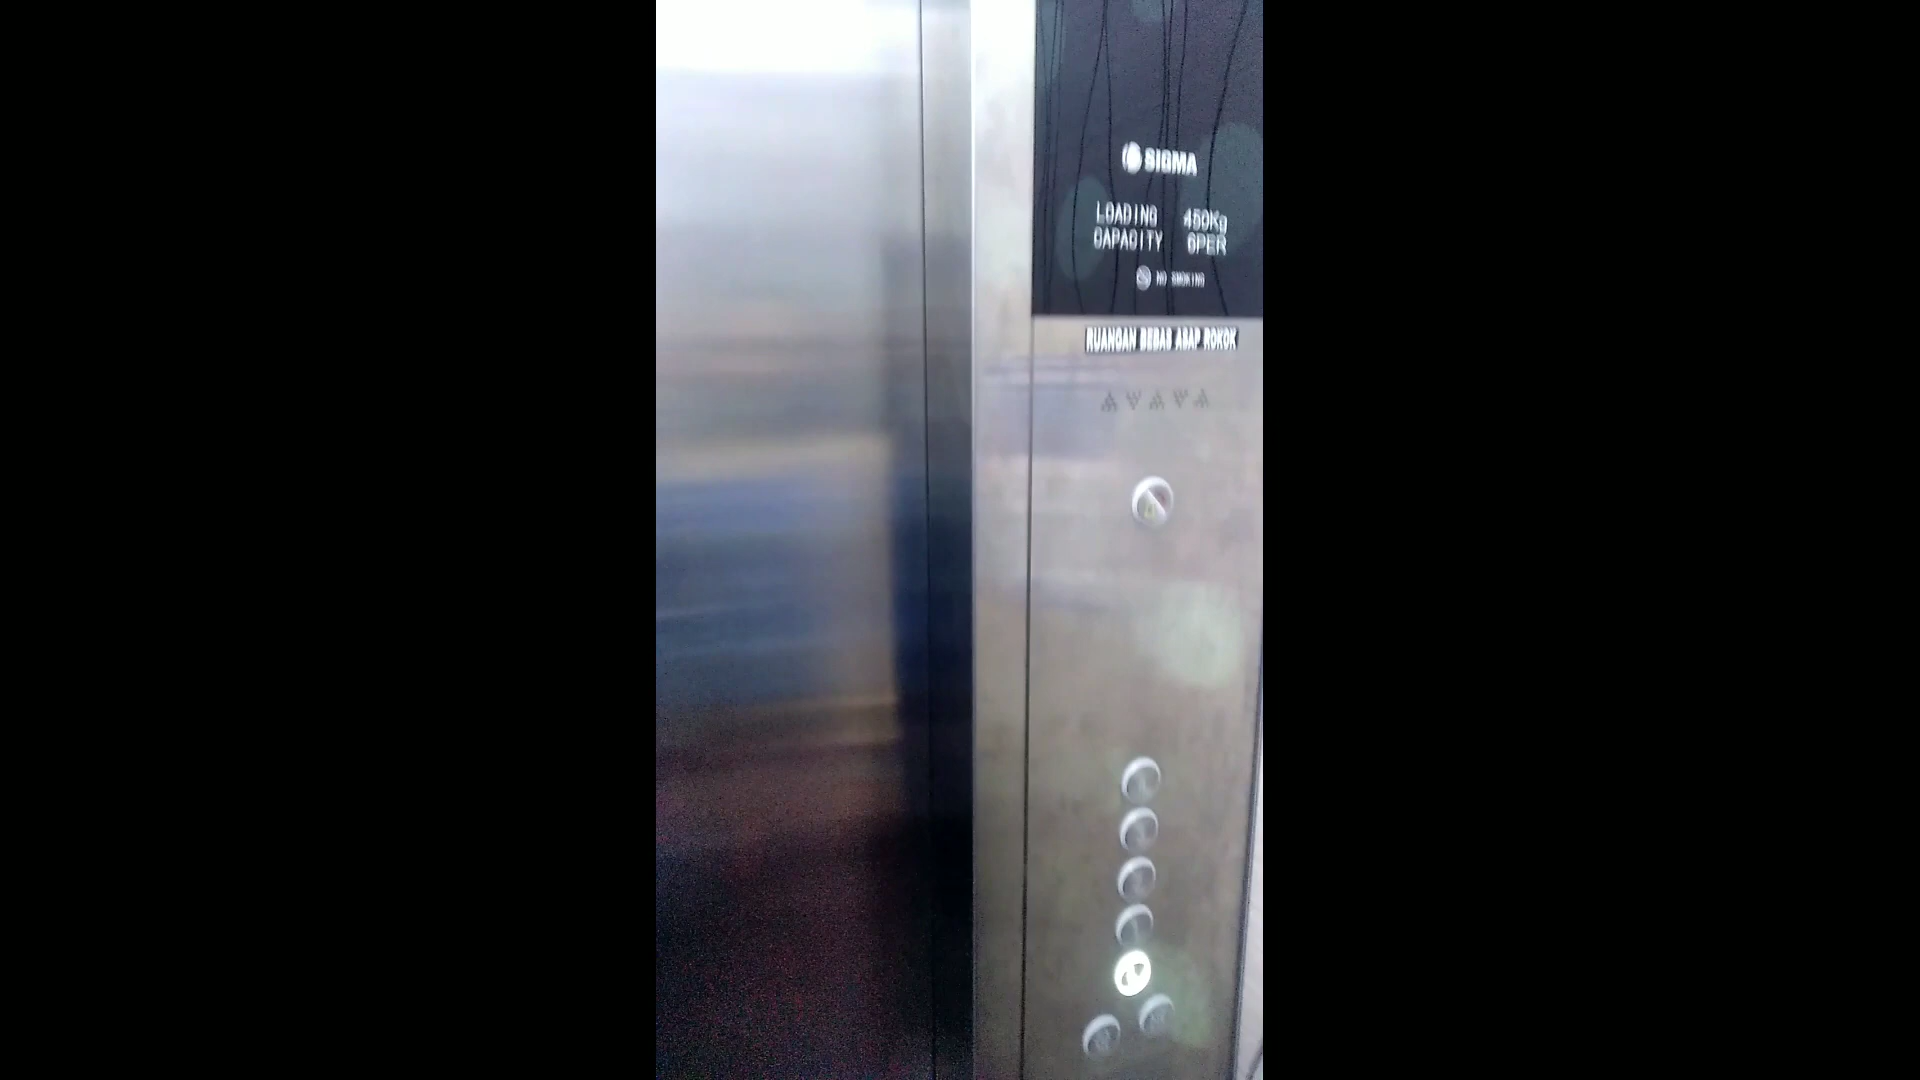 SIGMA
LOADING 450Kg
CAPACITY 6PER
NO SMOKING
RUANGAN BEBAS ASAP ROKOK